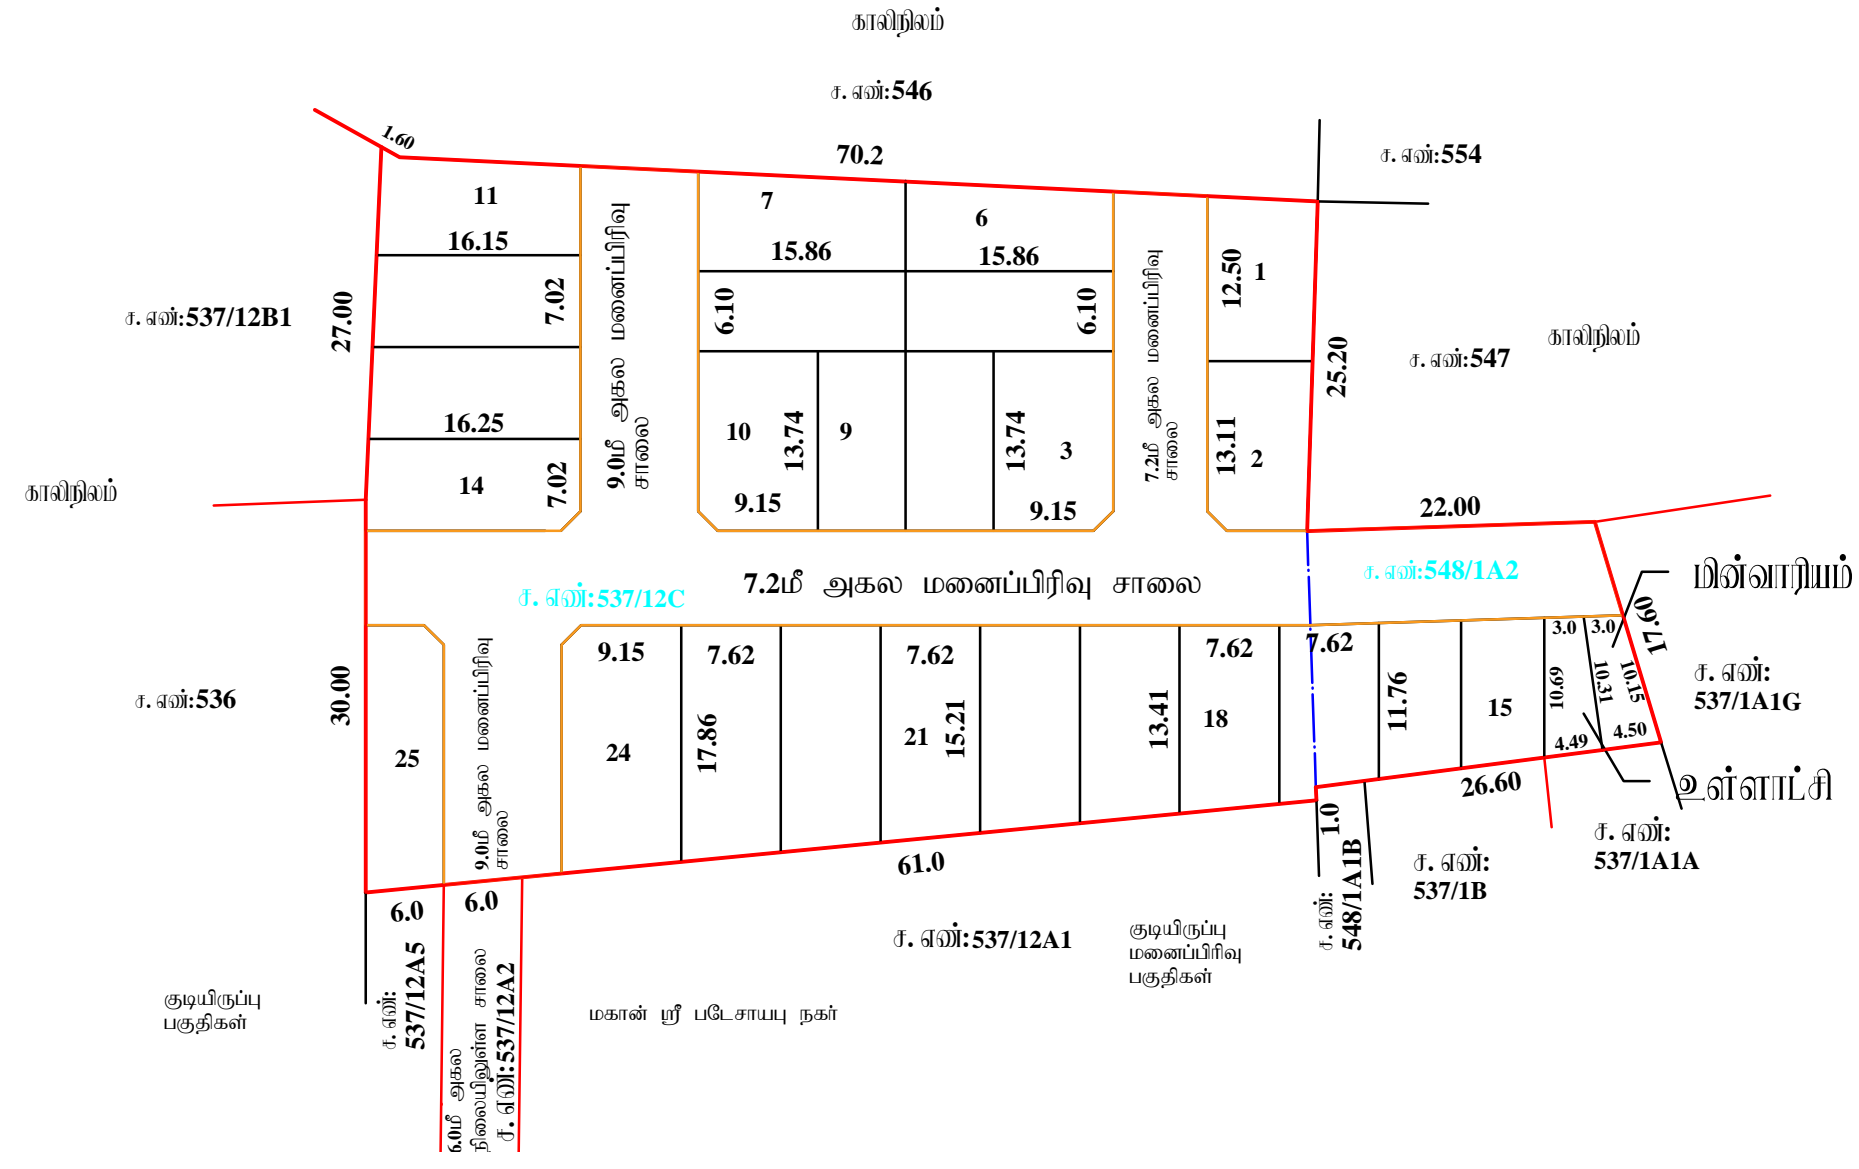 காலிநிலம்
ச. எண்:546
1.60
70.2
ச. எண்:554
11
7
6
16.15
15.86
15.86
12.50
1
9.0மீ அகல மனைப்பிரிவு
சாலை
7.2மீ அகல மனைப்பிரிவு
சாலை
7.02
6.10
6.10
ச. எண்:537/12B1
27.00
25.20
காலிநிலம்
ச. எண்:547
16.25
10
13.74
9
13.74
3
13.11
2
காலிநிலம்
14
7.02
9.15
9.15
22.00
7.2மீ அகல மனைப்பிரிவு சாலை
ச. எண்:537/12C
ச. எண்:548/1A2
மின்வாரியம்
17.60
9.15
7.62
7.62
7.62
7.62
3.0
3.0
9.0மீ அகல மனைப்பிரிவு
சாலை
ச. எண்:536
30.00
25
24
17.86
21
15.21
13.41
18
11.76
15
10.69
10.31
10.15
ச. எண்:
537/1A1G
4.49
4.50
உள்ளாட்சி
26.60
1.0
61.0
6.0
6.0
ச. எண்:
537/1A1A
ச. எண்:
537/1B
ச. எண்:
548/1A1B
ச. எண்:537/12A1
குடியிருப்பு
மனைப்பிரிவு
பகுதிகள்
குடியிருப்பு
பகுதிகள்
ச. எண்:
537/12A5
6.0மீ அகல
நிலையிலுள்ள சாலை
ச. எண்:537/12A2
மகான் ஸ்ரீ படேசாயபு நகர்